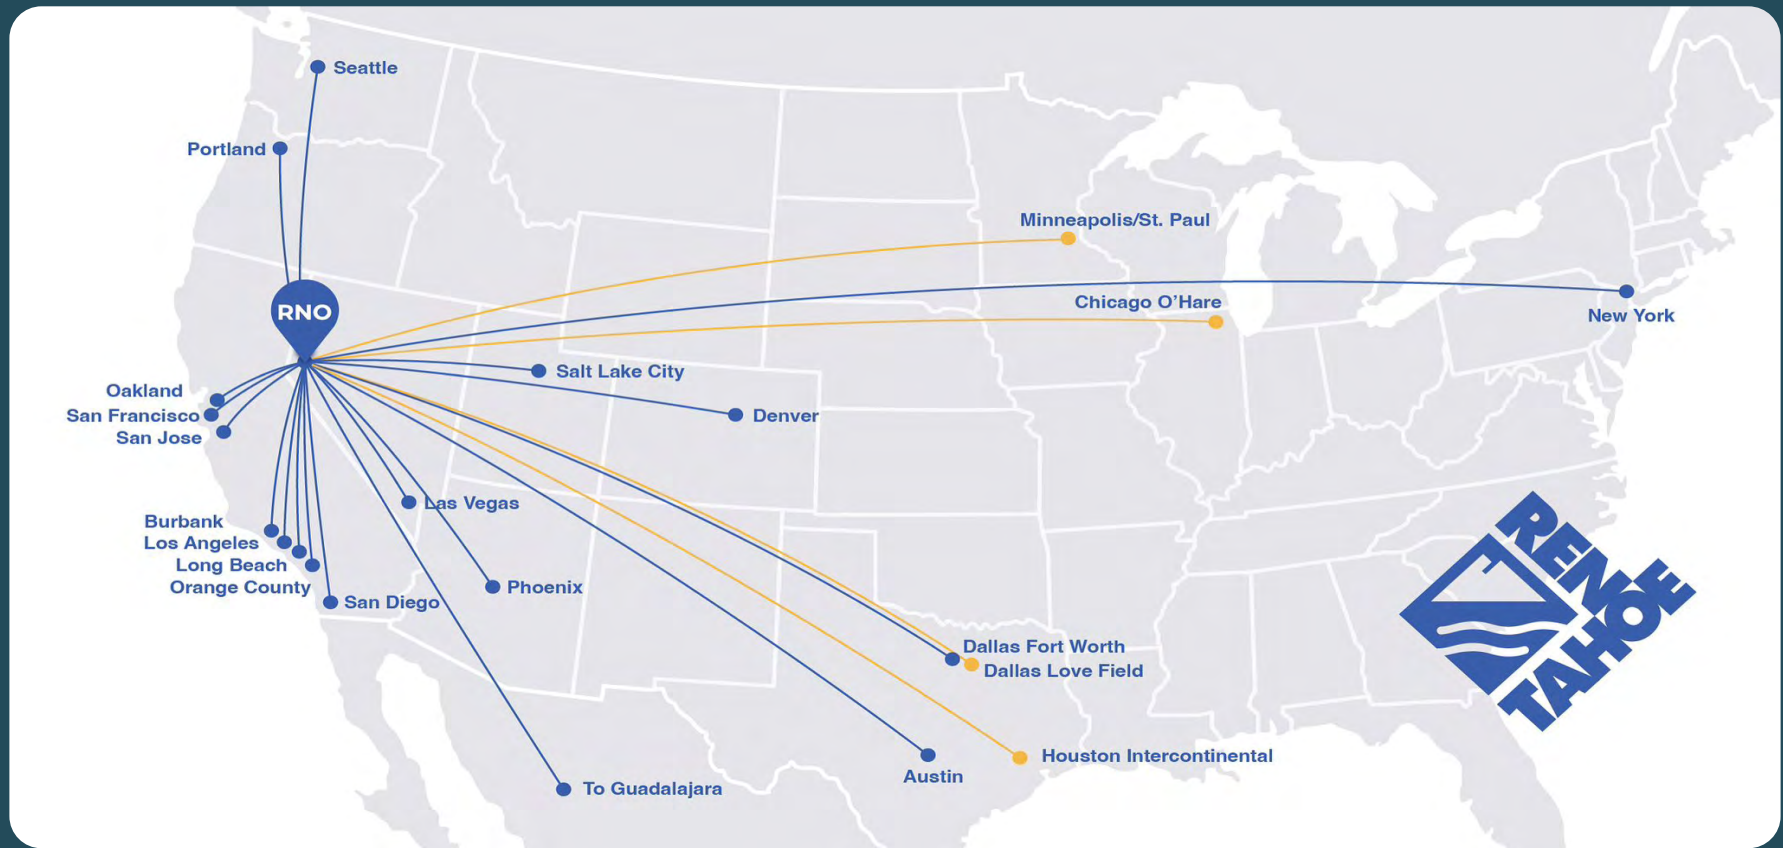 Seattle
Portland
Minneapolis/St. Paul
Chicago O’Hare
New York
RNO
Salt Lake City
Oakland
San Francisco
San Jose
Denver
Las Vegas
Burbank
Los Angeles
Long Beach
Orange County
San Diego
Phoenix
Dallas Fort Worth
Dallas Love Field
Austin
Houston Intercontinental
To Guadalajara
RENO
TAHOE